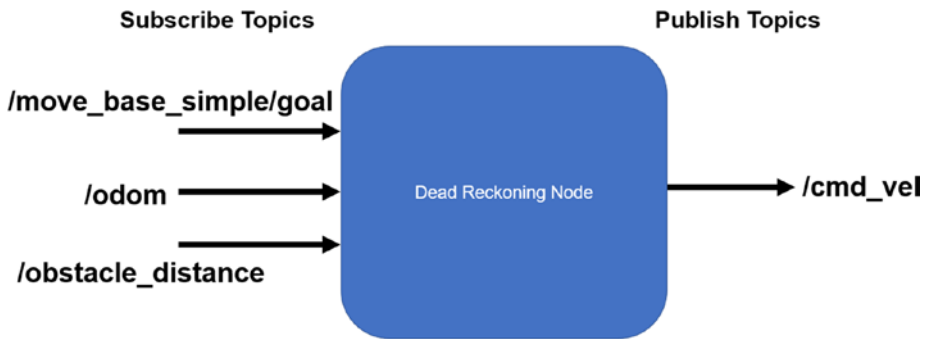 Subscribe Topics
Publish Topics
/move_base_simple/goal
/odom
/obstacle_distance
Dead Reckoning Node
/cmd_vel